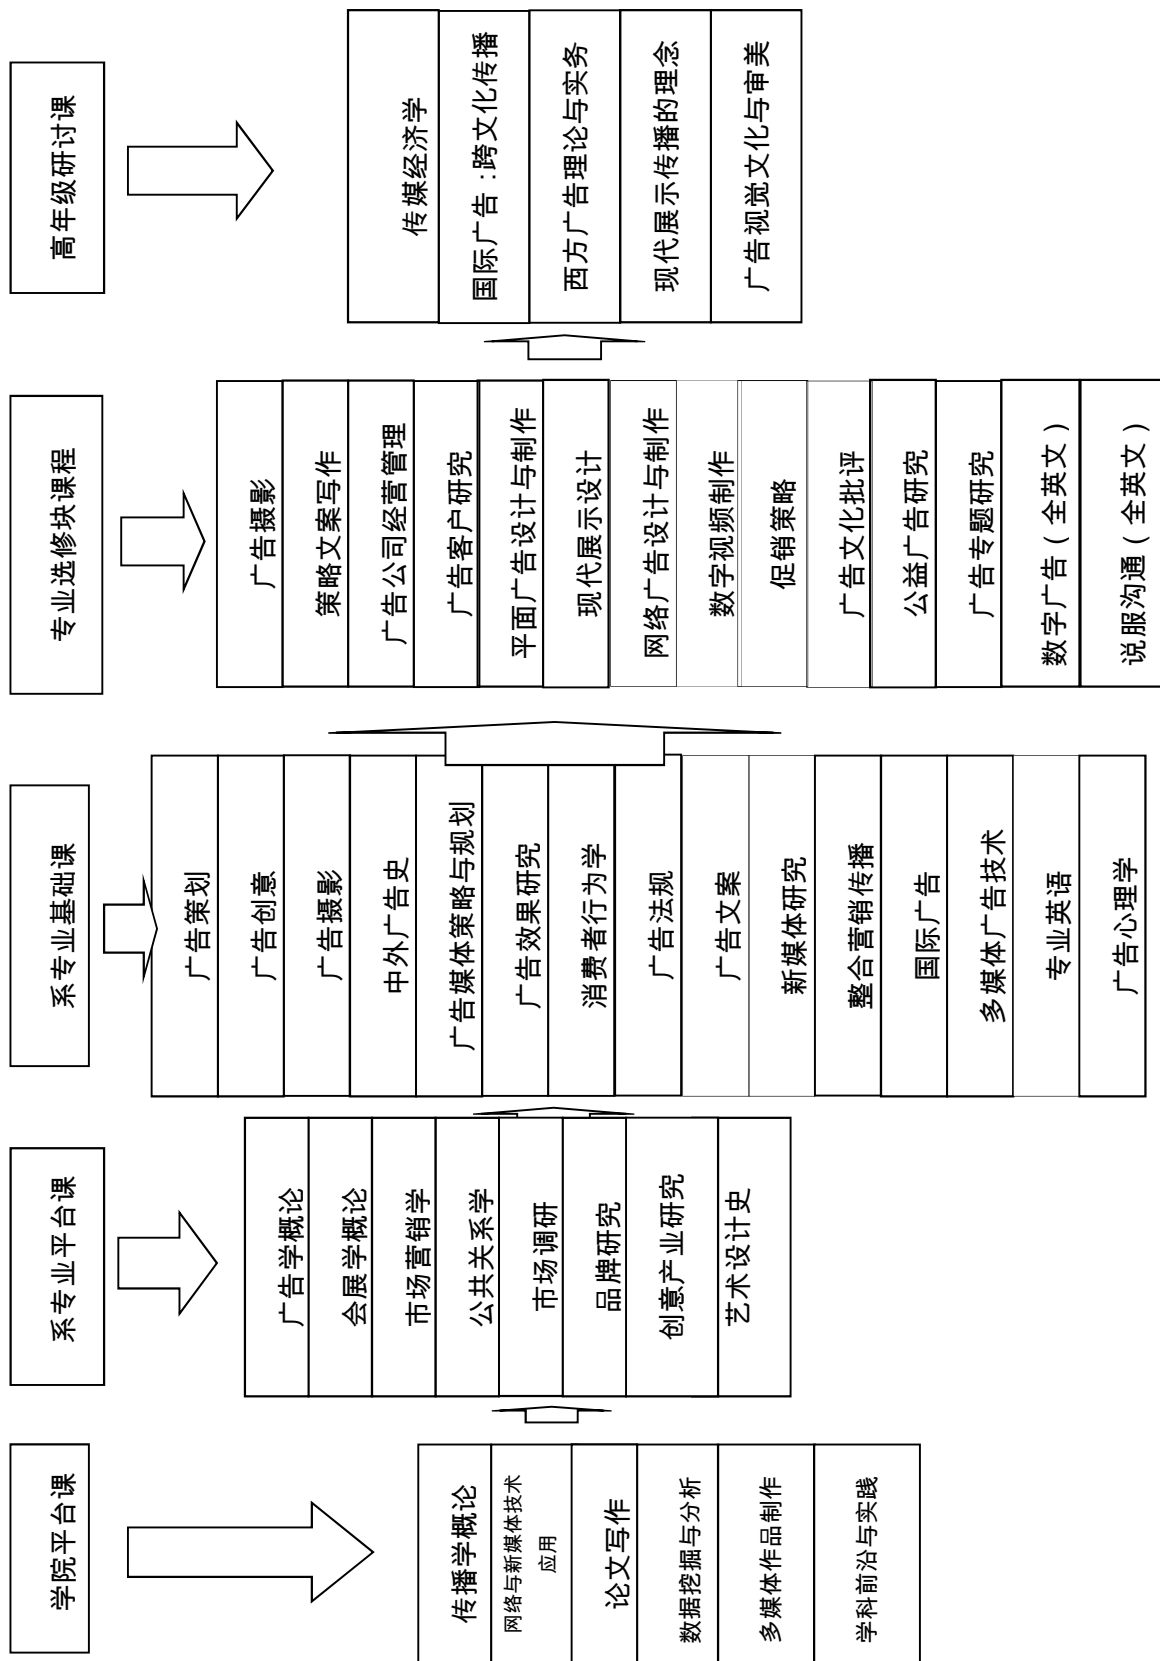 高年级研讨课
传媒经济学
国际广告:跨文化传播
西方广告理论与实务
现代展示传播的理念
广告视觉文化与审美
专业选修块课程
广告摄影
策略文案写作
广告公司经营管理
广告客户研究
平面广告设计与制作
现代展示设计
网络广告设计与制作
数字视频制作
促销策略
广告文化批评
公益广告研究
广告专题研究
数字广告(全英文)
说服沟通(全英文)
系专业基础课
广告策划
广告创意
广告摄影
中外广告史
广告媒体策略与规划
广告效果研究
消费者行为学
广告法规
广告文案
新媒体研究
整合营销传播
国际广告
多媒体广告技术
专业英语
广告心理学
系专业平台课
广告学概论
会展学概论
市场营销学
公共关系学
市场调研
品牌研究
创意产业研究
艺术设计史
学院平台课
传播学概论
网络与新媒体技术
应用
论文写作
数据挖掘与分析
多媒体作品制作
学科前沿与实践